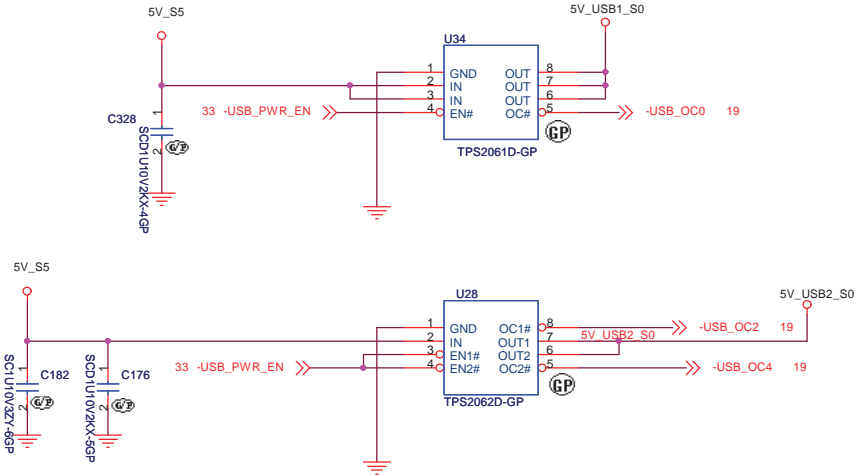 5V_S5
5V_USB1_S0
U34
1 GND OUT 8
2 IN OUT 7
3 IN OUT 6
4 EN# OC# 5
33 -USB_PWR_EN
-USB_OC0 19
GP
TPS2061D-GP
C328
1
2
SCD1U10V2KX-4GP
G/P
5V_S5
5V_USB2_S0
U28
1 GND OC1# 8
2 IN OUT1 7
3 EN1# OUT2 6
4 EN2# OC2# 5
5V_USB2_S0
-USB_OC2 19
33 -USB_PWR_EN
-USB_OC4 19
GP
TPS2062D-GP
C182
1
2
SC1U10V3ZY-6GP
G/P
C176
1
2
SCD1U10V2KX-5GP
G/P